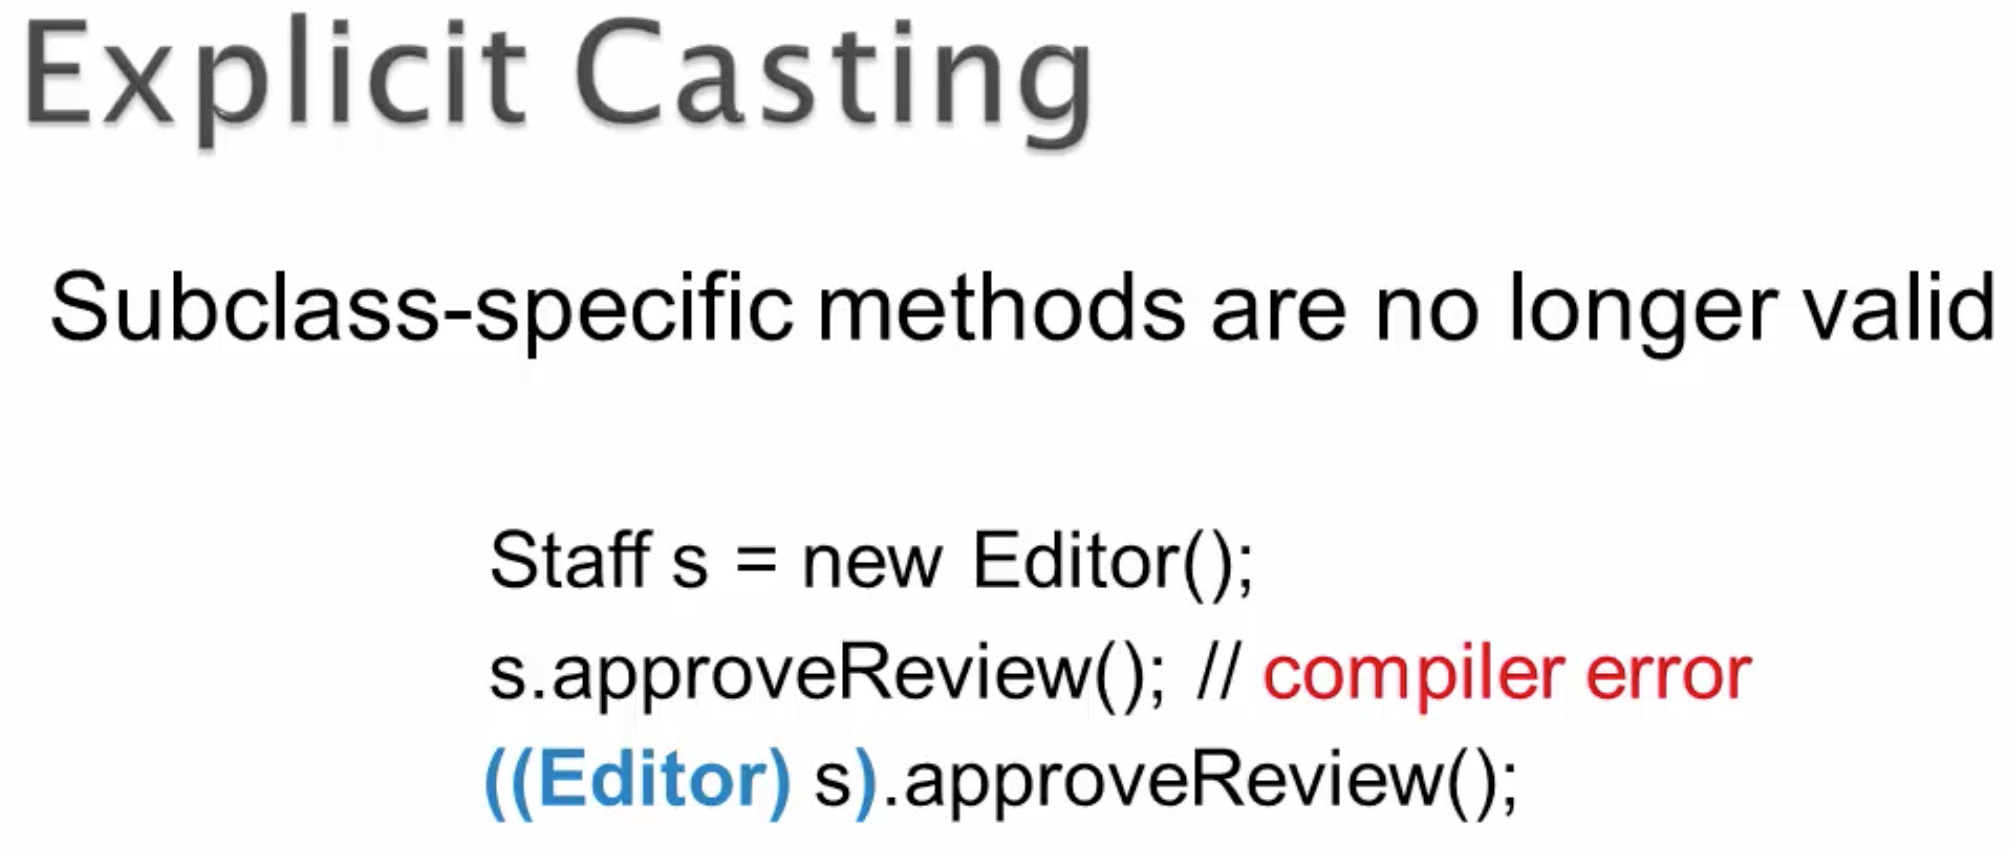 Explicit Casting
Subclass-specific methods are no longer valid
Staff s = new Editor();
s.approveReview(); // compiler error
((Editor) s).approveReview();